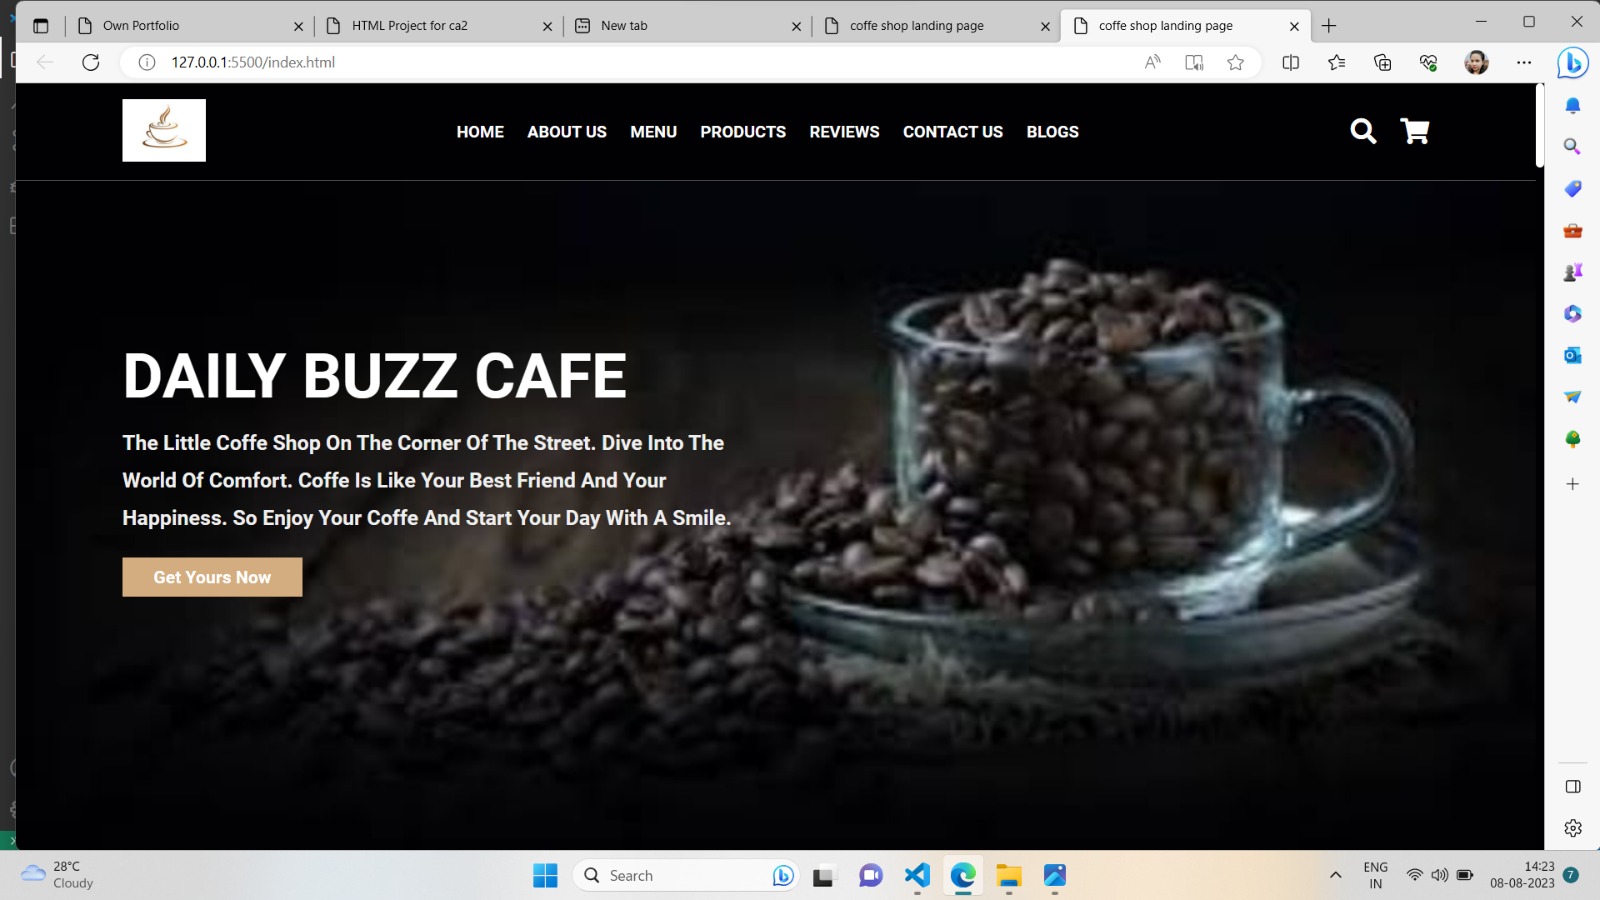 Own Portfolio
HTML Project for ca2
New tab
coffe shop landing page
coffe shop landing page
127.0.0.1:5500/index.html
HOME ABOUT US MENU PRODUCTS REVIEWS CONTACT US BLOGS
DAILY BUZZ CAFE
The Little Coffe Shop On The Corner Of The Street. Dive Into The
World Of Comfort. Coffe Is Like Your Best Friend And Your
Happiness. So Enjoy Your Coffe And Start Your Day With A Smile.
Get Yours Now
28°C
Cloudy
Search
ENG
IN
14:23
08-08-2023
7